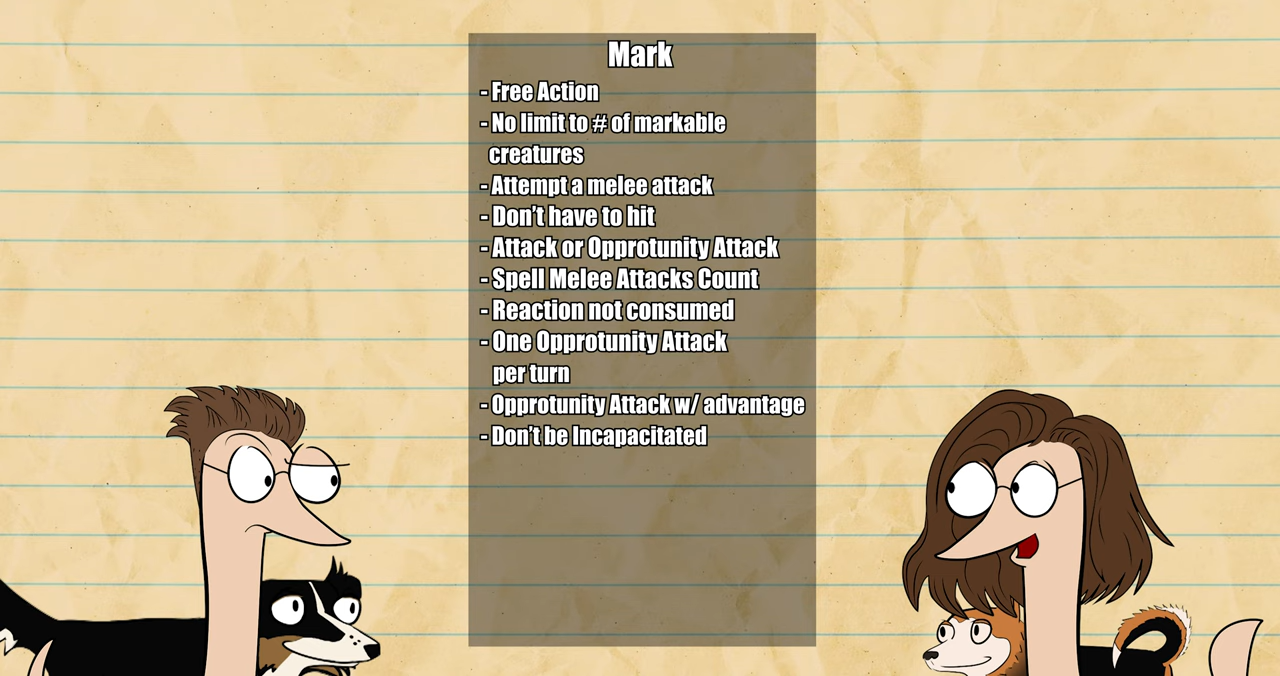 Mark
- Free Action
- No limit to # of markable
creatures
- Attempt a melee attack
- Don't have to hit
- Attack or Opprotunity Attack
- Spell Melee Attacks Count
- Reaction not consumed
- One Opprotunity Attack
per turn
- Opprotunity Attack w/ advantage
- Don't be Incapacitated